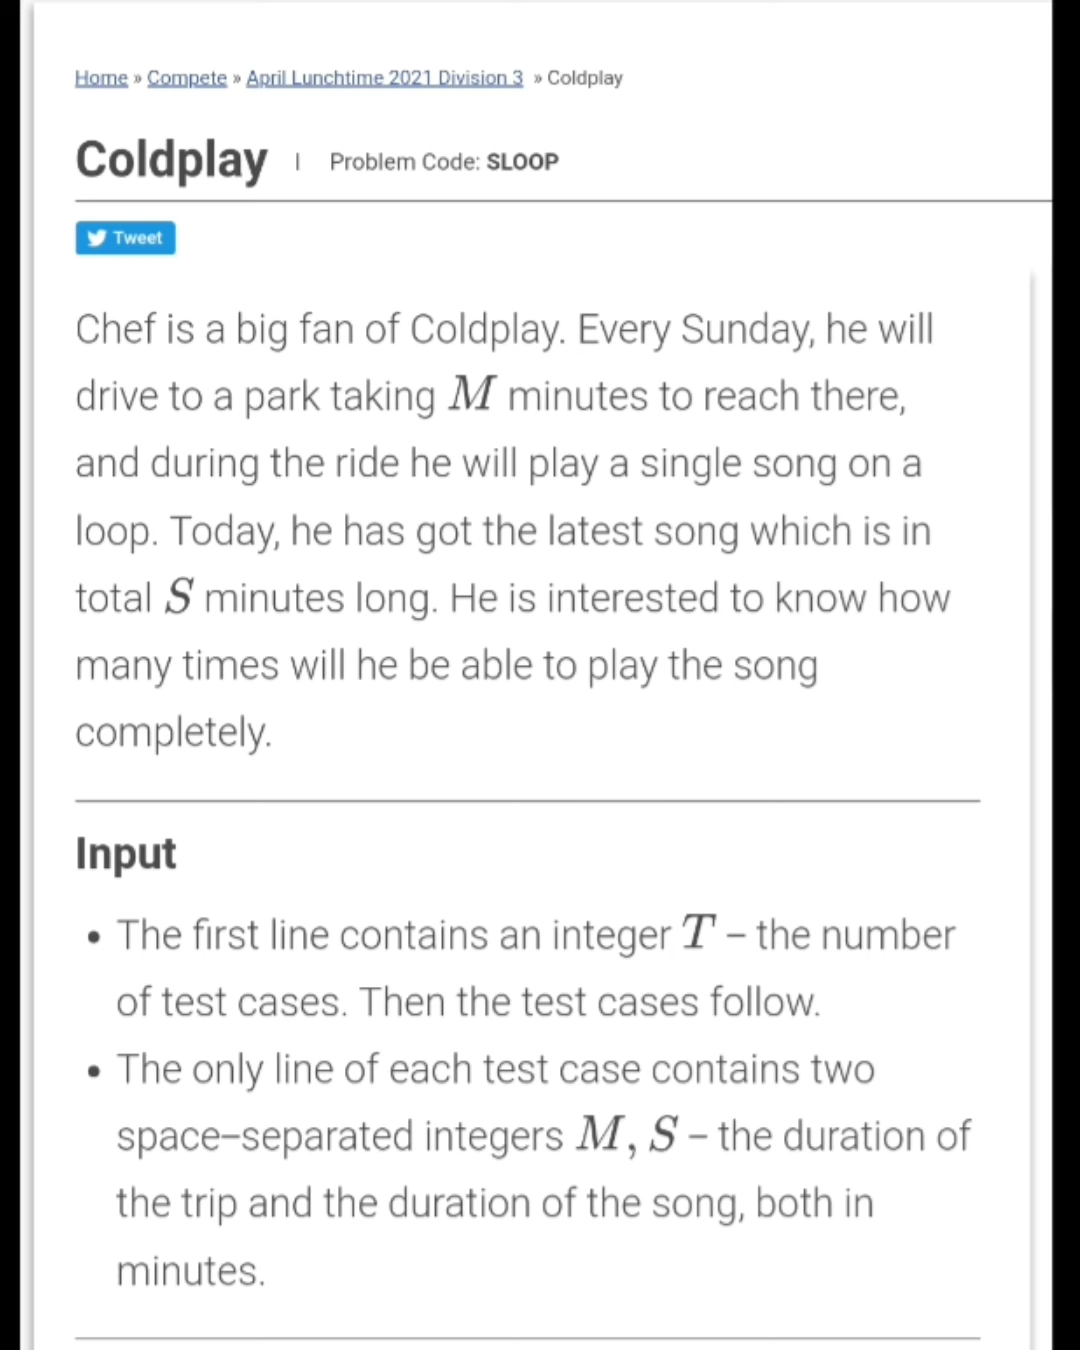 Home » Compete » April Lunchtime 2021 Division 3 » Coldplay
Coldplay | Problem Code: SLOOP
Tweet
Chef is a big fan of Coldplay. Every Sunday, he will
drive to a park taking M minutes to reach there,
and during the ride he will play a single song on a
loop. Today, he has got the latest song which is in
total S minutes long. He is interested to know how
many times will he be able to play the song
completely.
Input
• The first line contains an integer T – the number
of test cases. Then the test cases follow.
• The only line of each test case contains two
space-separated integers M, S – the duration of
the trip and the duration of the song, both in
minutes.